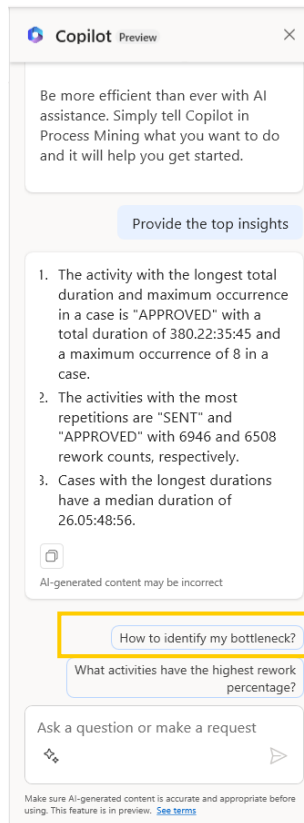 Copilot Preview
Be more efficient than ever with AI
assistance. Simply tell Copilot in
Process Mining what you want to do
and it will help you get started.
Provide the top insights
1. The activity with the longest total
duration and maximum occurrence
in a case is "APPROVED" with a
total duration of 380.22:35:45 and
a maximum occurrence of 8 in a
case.
2. The activities with the most
repetitions are "SENT" and
"APPROVED" with 6946 and 6508
rework counts, respectively.
3. Cases with the longest durations
have a median duration of
26.05:48:56.
AI-generated content may be incorrect
How to identify my bottleneck?
What activities have the highest rework
percentage?
Ask a question or make a request
Make sure AI-generated content is accurate and appropriate before
using. This feature is in preview. See terms